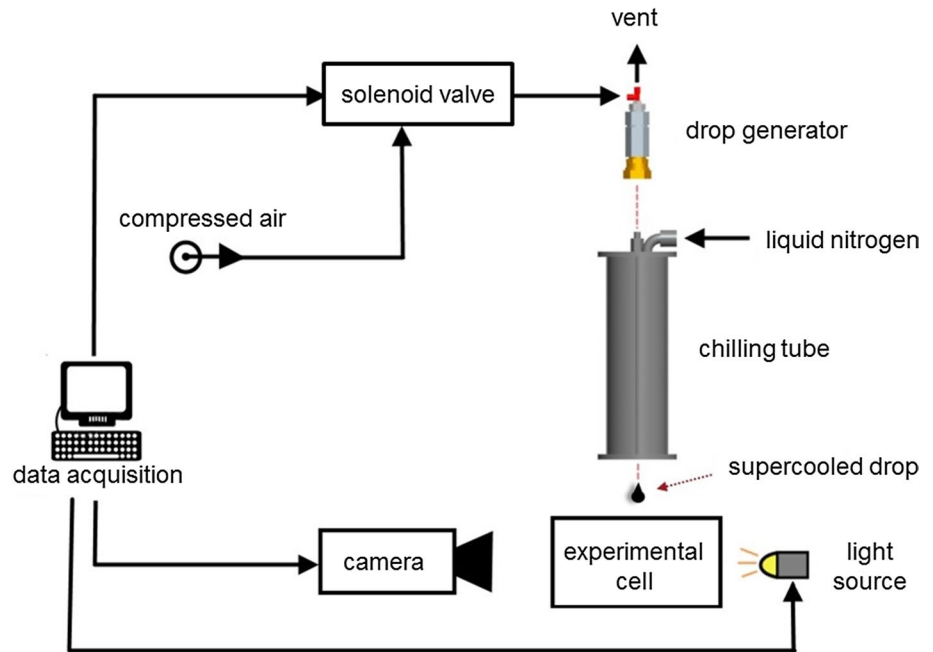 vent
solenoid valve
drop generator
compressed air
liquid nitrogen
chilling tube
data acquisition
supercooled drop
camera
experimental
cell
light
source